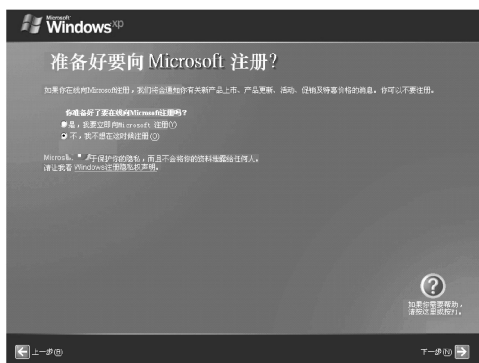 Microsoft
Windows xp
准备好要向 Microsoft 注册?
如果你在线向Microsoft注册,我们将会通知你有关新产品上市、产品更新、活动、促销及特惠价格的消息。你可以不要注册。
你准备好了要在线向Microsoft注册吗?
是,我要立即向Microsoft 注册(Y)
不,我不想在这时候注册(O)
于保护你的隐私,而且不会将你的资料泄露给任何人。
请让我看 Windows注册隐私权声明。
如果你需要帮助,
请按这里或按F1。
上一步(B)
下一步(N)